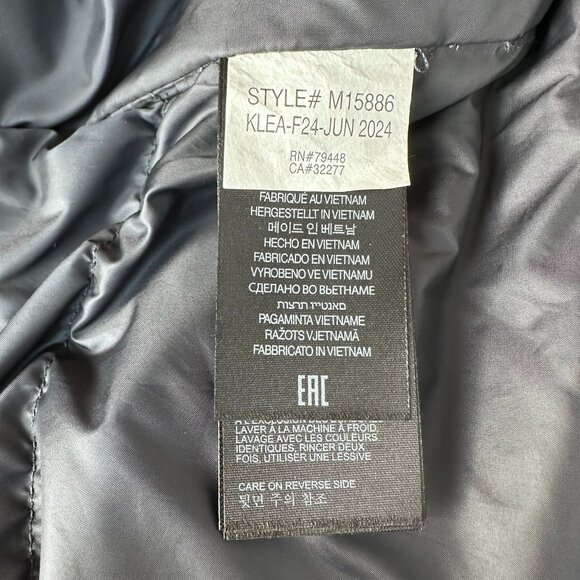 STYLE# M15886
KLEA-F24-JUN 2024
RN#79448
CA#32277
FABRIQUÉ AU VIETNAM
HERGESTELLT IN VIETNAM
메이드 인 베트남
HECHO EN VIETNAM
FABRICADO EN VIETNAM
VYROBENO VE VIETNAMU
СДЕЛАНО ВО ВЬЕТНАМЕ
PAGAMINTA VIETNAME
RAŽOTS VJETNAMĀ
FABBRICATO IN VIETNAM
EAC
LAVER À LA MACHINE À FROID,
LAVAGE AVEC LES COULEURS
IDENTIQUES, RINCER DEUX
FOIS, UTILISER UNE LESSIVE
CARE ON REVERSE SIDE
뒷면 주의 참조